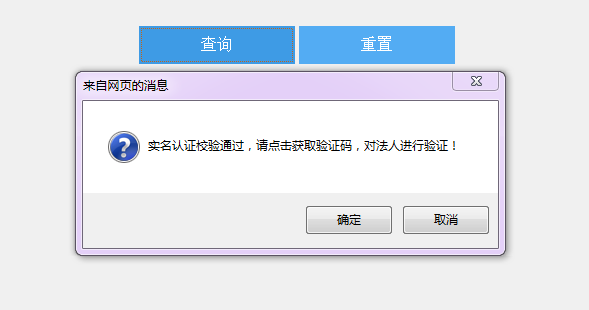 查询 重置
来自网页的消息
实名认证校验通过，请点击获取验证码，对法人进行验证！
确定 取消